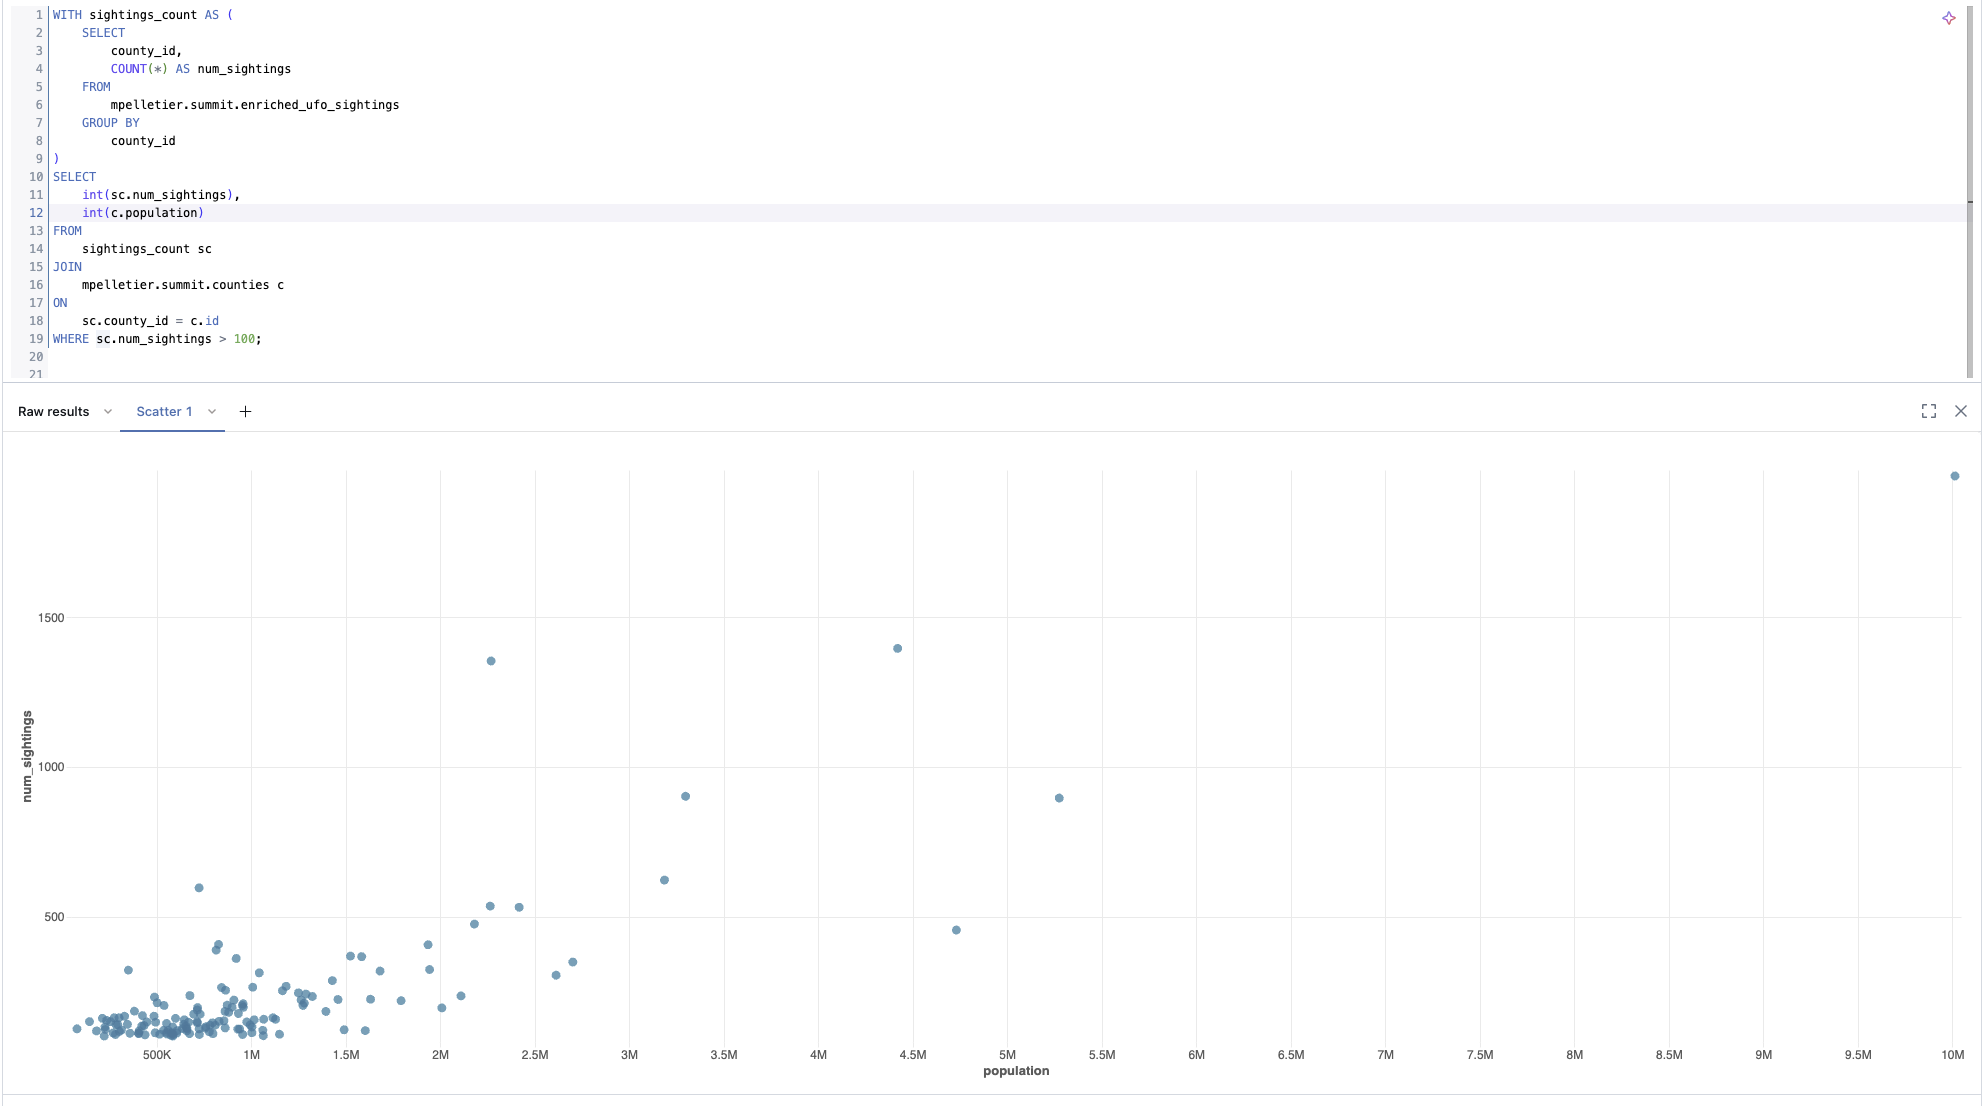 1 WITH sightings_count AS (
2 SELECT
3 county_id,
4 COUNT(*) AS num_sightings
5 FROM
6 mpelletier.summit.enriched_ufo_sightings
7 GROUP BY
8 county_id
9 )
10 SELECT
11 int(sc.num_sightings),
12 int(c.population)
13 FROM
14 sightings_count sc
15 JOIN
16 mpelletier.summit.counties c
17 ON
18 sc.county_id = c.id
19 WHERE sc.num_sightings > 100;
20
21
Raw results Scatter 1 +
num_sightings
1500
1000
500
500K 1M 1.5M 2M 2.5M 3M 3.5M 4M 4.5M 5M 5.5M 6M 6.5M 7M 7.5M 8M 8.5M 9M 9.5M 10M
population